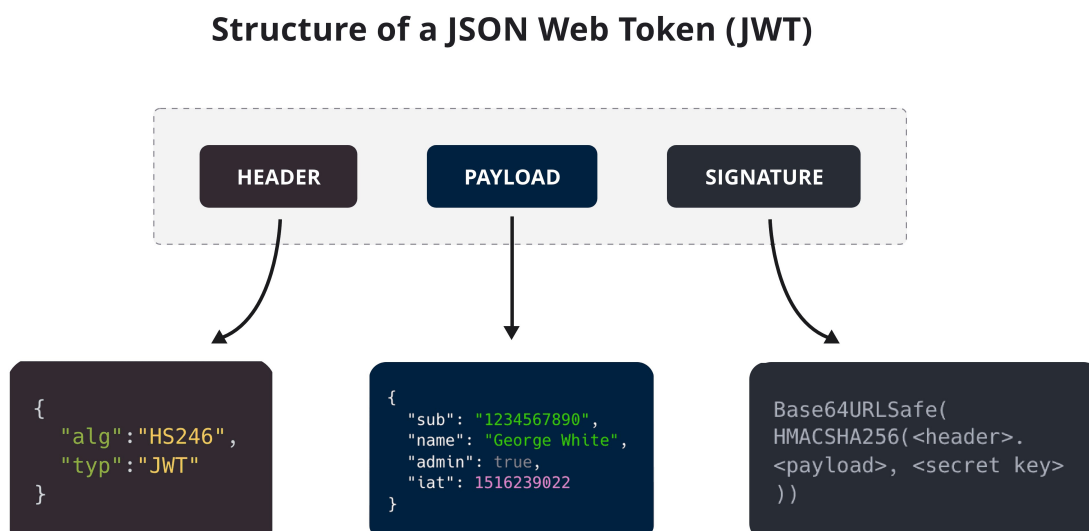 Structure of a JSON Web Token (JWT)
HEADER
PAYLOAD
SIGNATURE
{
"alg":"HS246",
"typ":"JWT"
}
{
"sub": "1234567890",
"name": "George White",
"admin": true,
"iat": 1516239022
}
Base64URLSafe(
HMACSHA256(<header>.
<payload>, <secret key>
))